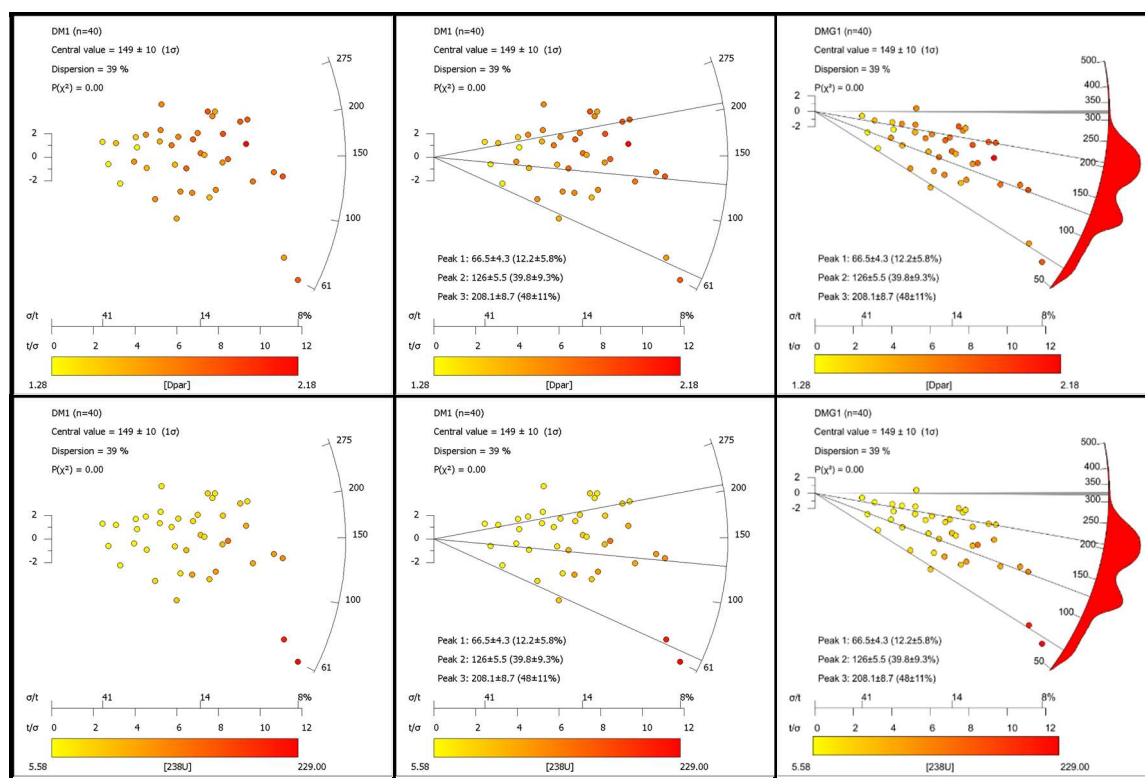 DM1 (n=40)
Central value = 149 ± 10 (1σ)
Dispersion = 39 %
P(χ²) = 0.00
275
200
150
100
61
2
0
-2
σ/t 41 14 8%
t/σ 0 2 4 6 8 10 12
1.28 [Dpar] 2.18
DM1 (n=40)
Central value = 149 ± 10 (1σ)
Dispersion = 39 %
P(χ²) = 0.00
275
200
150
100
61
2
0
-2
Peak 1: 66.5±4.3 (12.2±5.8%)
Peak 2: 126±5.5 (39.8±9.3%)
Peak 3: 208.1±8.7 (48±11%)
σ/t 41 14 8%
t/σ 0 2 4 6 8 10 12
1.28 [Dpar] 2.18
DMG1 (n=40)
Central value = 149 ± 10 (1σ)
Dispersion = 39 %
P(χ²) = 0.00
500
400
350
300
250
200
150
100
50
2
0
-2
Peak 1: 66.5±4.3 (12.2±5.8%)
Peak 2: 126±5.5 (39.8±9.3%)
Peak 3: 208.1±8.7 (48±11%)
σ/t 41 14 8%
t/σ 0 2 4 6 8 10 12
1.28 [Dpar] 2.18
DM1 (n=40)
Central value = 149 ± 10 (1σ)
Dispersion = 39 %
P(χ²) = 0.00
275
200
150
100
61
2
0
-2
σ/t 41 14 8%
t/σ 0 2 4 6 8 10 12
5.58 [238U] 229.00
DM1 (n=40)
Central value = 149 ± 10 (1σ)
Dispersion = 39 %
P(χ²) = 0.00
275
200
150
100
61
2
0
-2
Peak 1: 66.5±4.3 (12.2±5.8%)
Peak 2: 126±5.5 (39.8±9.3%)
Peak 3: 208.1±8.7 (48±11%)
σ/t 41 14 8%
t/σ 0 2 4 6 8 10 12
5.58 [238U] 229.00
DMG1 (n=40)
Central value = 149 ± 10 (1σ)
Dispersion = 39 %
P(χ²) = 0.00
500
400
350
300
250
200
150
100
50
2
0
-2
Peak 1: 66.5±4.3 (12.2±5.8%)
Peak 2: 126±5.5 (39.8±9.3%)
Peak 3: 208.1±8.7 (48±11%)
σ/t 41 14 8%
t/σ 0 2 4 6 8 10 12
5.58 [238U] 229.00